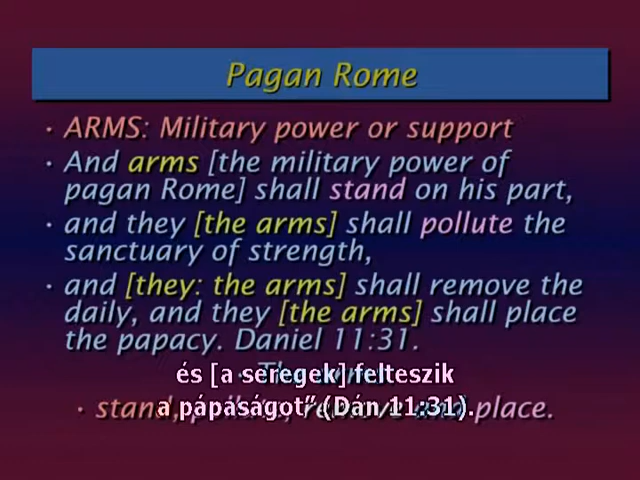 Pagan Rome
· ARMS: Military power or support
· And arms [the military power of
pagan Rome] shall stand on his part,
· and they [the arms] shall pollute the
sanctuary of strength,
· and [they: the arms] shall remove the
daily, and they [the arms] shall place
the papacy. Daniel 11:31.
és [a seregek] felteszik
a pápaságot” (Dán 11:31).
· stand, remove and place.